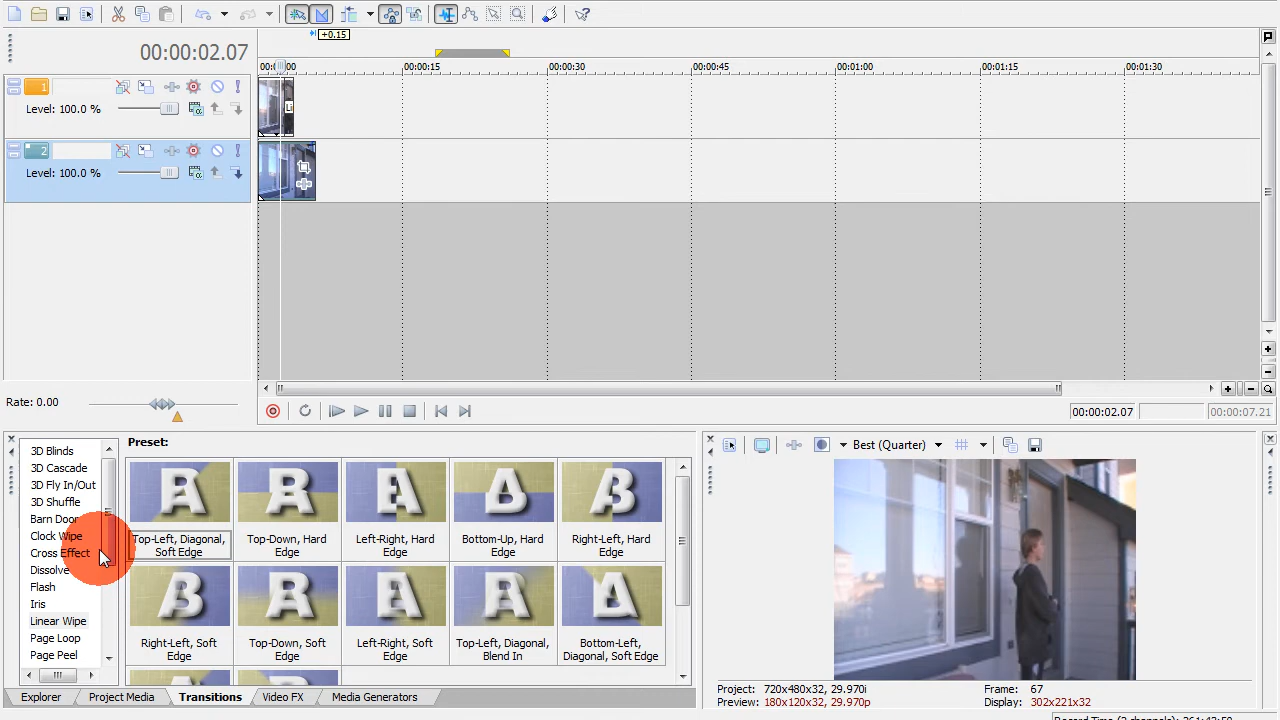 +0.15
00:00:02.07
00:00:15
00:00:30
00:00:45
00:01:00
00:01:15
00:01:30
1
Level: 100.0 %
2
Level: 100.0 %
Rate: 0.00
00:00:02.07
00:00:07.21
3D Blinds
3D Cascade
3D Fly In/Out
3D Shuffle
Barn Door
Clock Wipe
Cross Effect
Dissolve
Flash
Iris
Linear Wipe
Page Loop
Page Peel
Preset:
Top-Left, Diagonal,
Soft Edge
Top-Down, Hard
Edge
Left-Right, Hard
Edge
Bottom-Up, Hard
Edge
Right-Left, Hard
Edge
Right-Left, Soft
Edge
Top-Down, Soft
Edge
Left-Right, Soft
Edge
Top-Left, Diagonal,
Blend In
Bottom-Left,
Diagonal, Soft Edge
Explorer
Project Media
Transitions
Video FX
Media Generators
Best (Quarter)
Project: 720x480x32, 29.970i
Preview: 180x120x32, 29.970p
Frame: 67
Display: 302x221x32